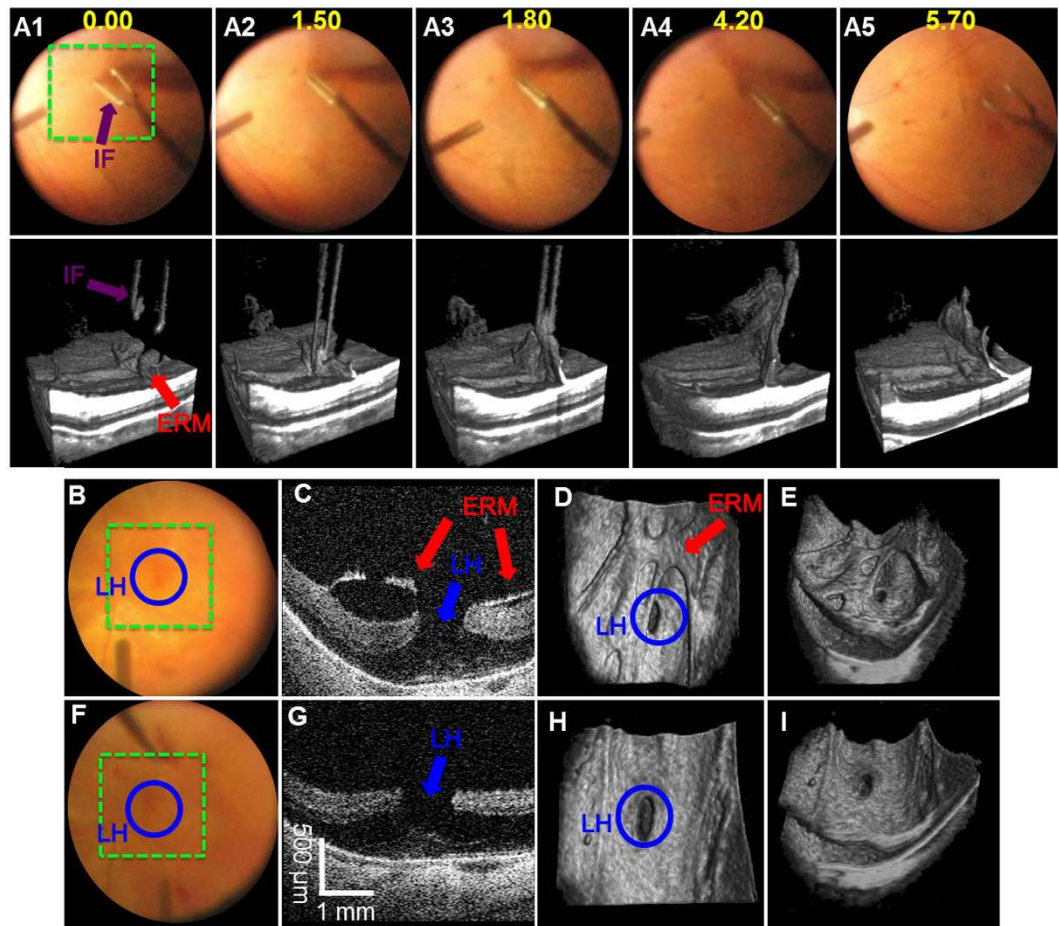 A1 0.00
A2 1.50
A3 1.80
A4 4.20
A5 5.70
IF
IF
ERM
B
LH
C
ERM
LH
D
ERM
LH
E
F
LH
G
LH
500 μm
1 mm
H
LH
I